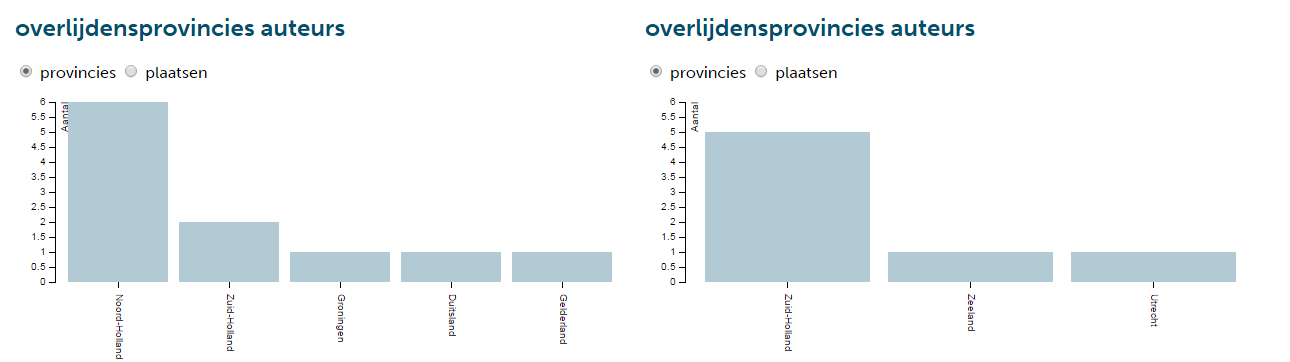 overlijdensprovincies auteurs
provincies plaatsen
Aantal
6
5.5
5
4.5
4
3.5
3
2.5
2
1.5
1
0.5
0
Noord-Holland
Zuid-Holland
Groningen
Duitsland
Gelderland
overlijdensprovincies auteurs
provincies plaatsen
Aantal
6
5.5
5
4.5
4
3.5
3
2.5
2
1.5
1
0.5
0
Zuid-Holland
Zeeland
Utrecht